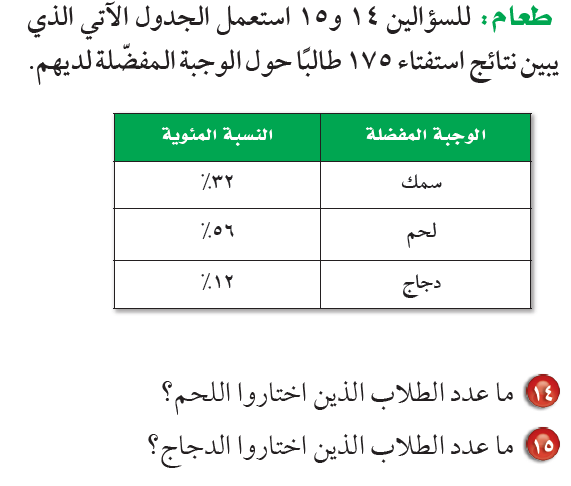 طعام: للسؤالين ١٤ و١٥ استعمل الجدول الآتي الذي
يبين نتائج استفتاء ١٧٥ طالبًا حول الوجبة المفضّلة لديهم.
الوجبة المفضلة النسبة المئوية
سمك ٣٢٪
لحم ٥٦٪
دجاج ١٢٪
١٤ ما عدد الطلاب الذين اختاروا اللحم؟
١٥ ما عدد الطلاب الذين اختاروا الدجاج؟